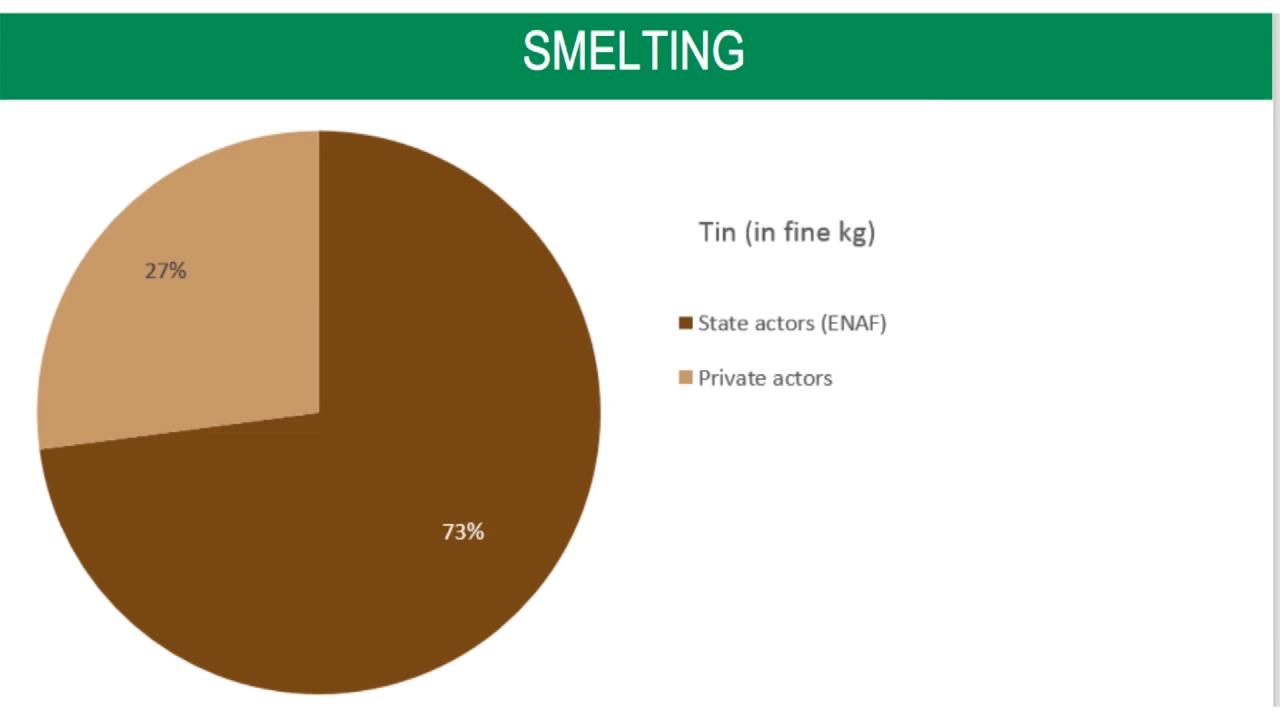 SMELTING
Tin (in fine kg)
27%
State actors (ENAF)
Private actors
73%